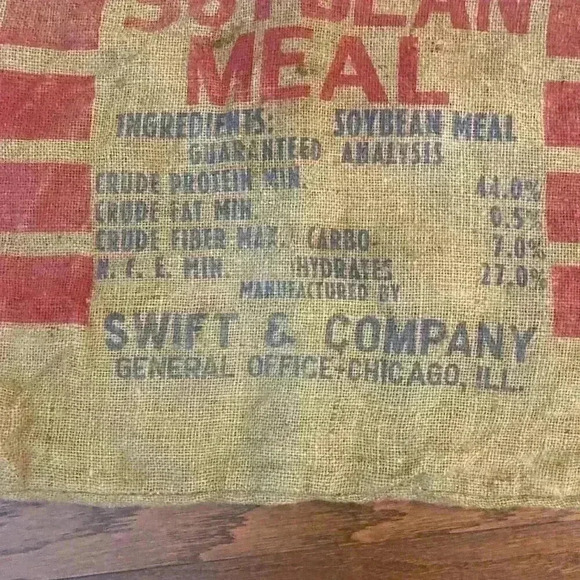 SOYBEAN
MEAL
INGREDIENTS: SOYBEAN MEAL
GUARANTEED ANALYSIS
CRUDE PROTEIN MIN. 44.0%
CRUDE FAT MIN. 0.5%
CRUDE FIBER MAX. CARBO- 7.0%
N. F. E. MIN. HYDRATES 27.0%
MANUFACTURED BY
SWIFT & COMPANY
GENERAL OFFICE-CHICAGO, ILL.